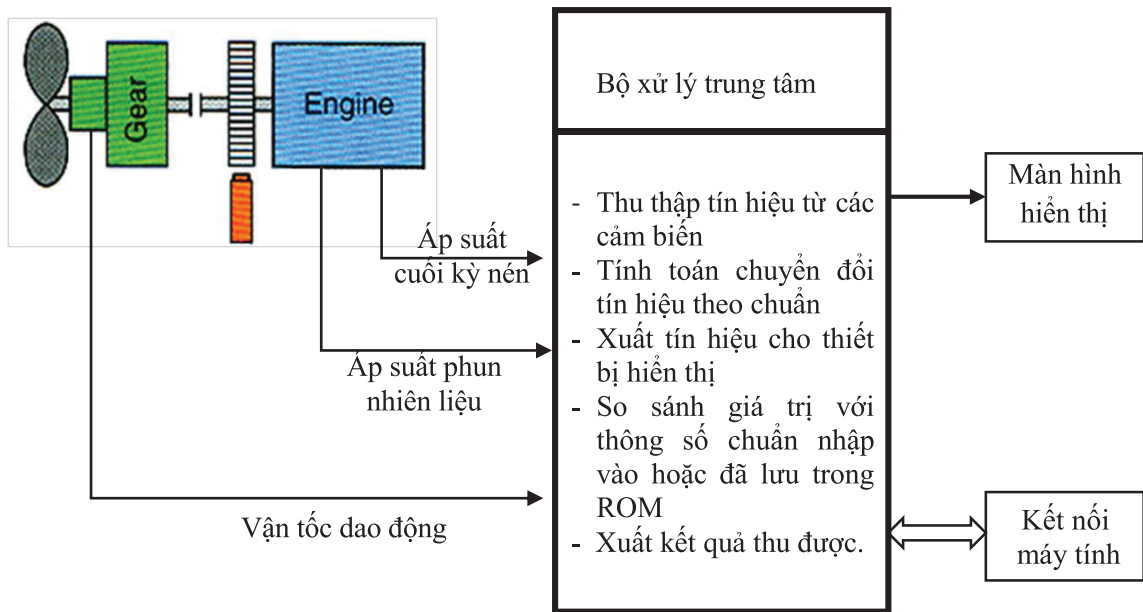 Gear
Engine
Áp suất
cuối kỳ nén
Áp suất phun
nhiên liệu
Vận tốc dao động
Bộ xử lý trung tâm
- Thu thập tín hiệu từ các
cảm biến
- Tính toán chuyển đổi
tín hiệu theo chuẩn
- Xuất tín hiệu cho thiết
bị hiển thị
- So sánh giá trị với
thông số chuẩn nhập
vào hoặc đã lưu trong
ROM
- Xuất kết quả thu được.
Màn hình
hiển thị
Kết nối
máy tính